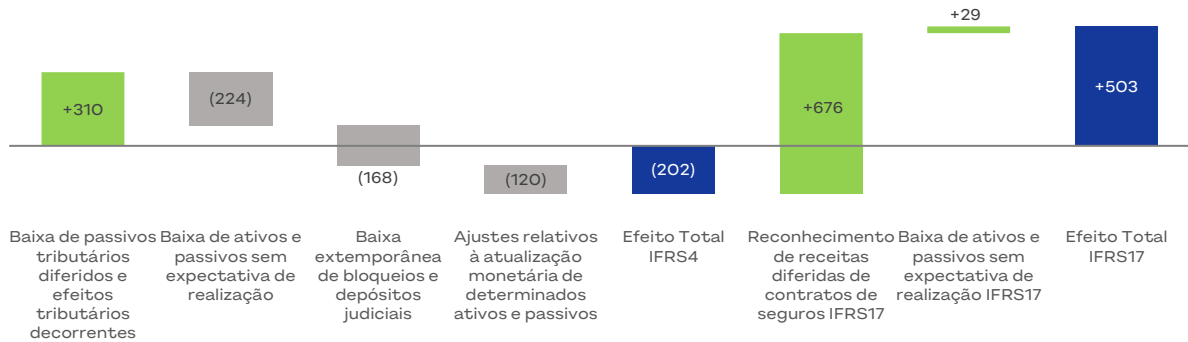 +29
+310
(224)
+676
+503
(168)
(120)
(202)
Baixa de passivos
tributários
diferidos e
efeitos
tributários
decorrentes
Baixa de ativos e
passivos sem
expectativa de
realização
Baixa
extemporânea
de bloqueios e
depósitos
judiciais
Ajustes relativos
à atualização
monetária de
determinados
ativos e passivos
Efeito Total
IFRS4
Reconhecimento
de receitas
diferidas de
contratos de
seguros IFRS17
Baixa de ativos e
passivos sem
expectativa de
realização IFRS17
Efeito Total
IFRS17